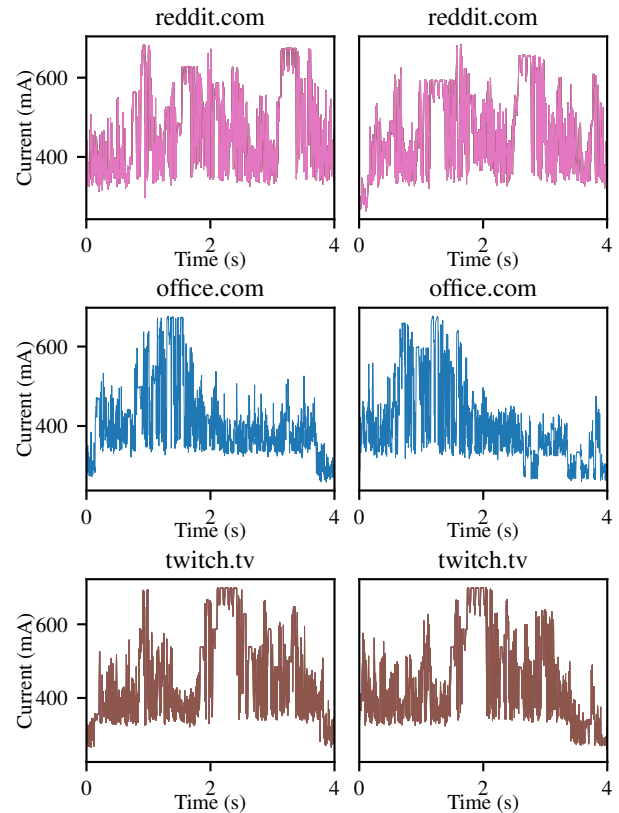 reddit.com reddit.com
Current (mA)
600
400
0 2 4 0 2 4
Time (s) Time (s)
office.com office.com
Current (mA)
600
400
0 2 4 0 2 4
Time (s) Time (s)
twitch.tv twitch.tv
Current (mA)
600
400
0 2 4 0 2 4
Time (s) Time (s)